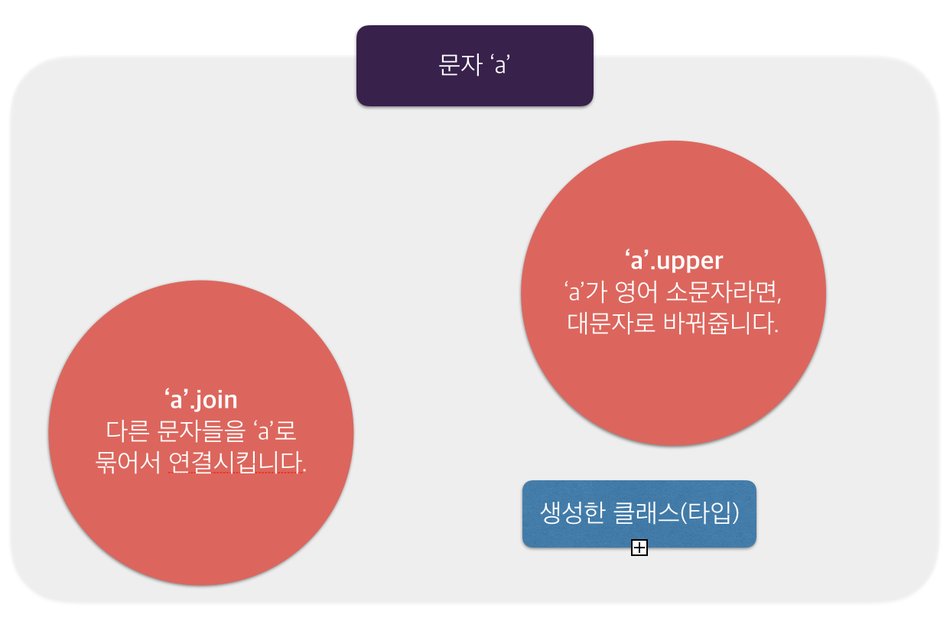 문자 ‘a’
‘a’.upper
‘a’가 영어 소문자라면,
대문자로 바꿔줍니다.
‘a’.join
다른 문자들을 ‘a’로
묶어서 연결시킵니다.
생성한 클래스(타입)